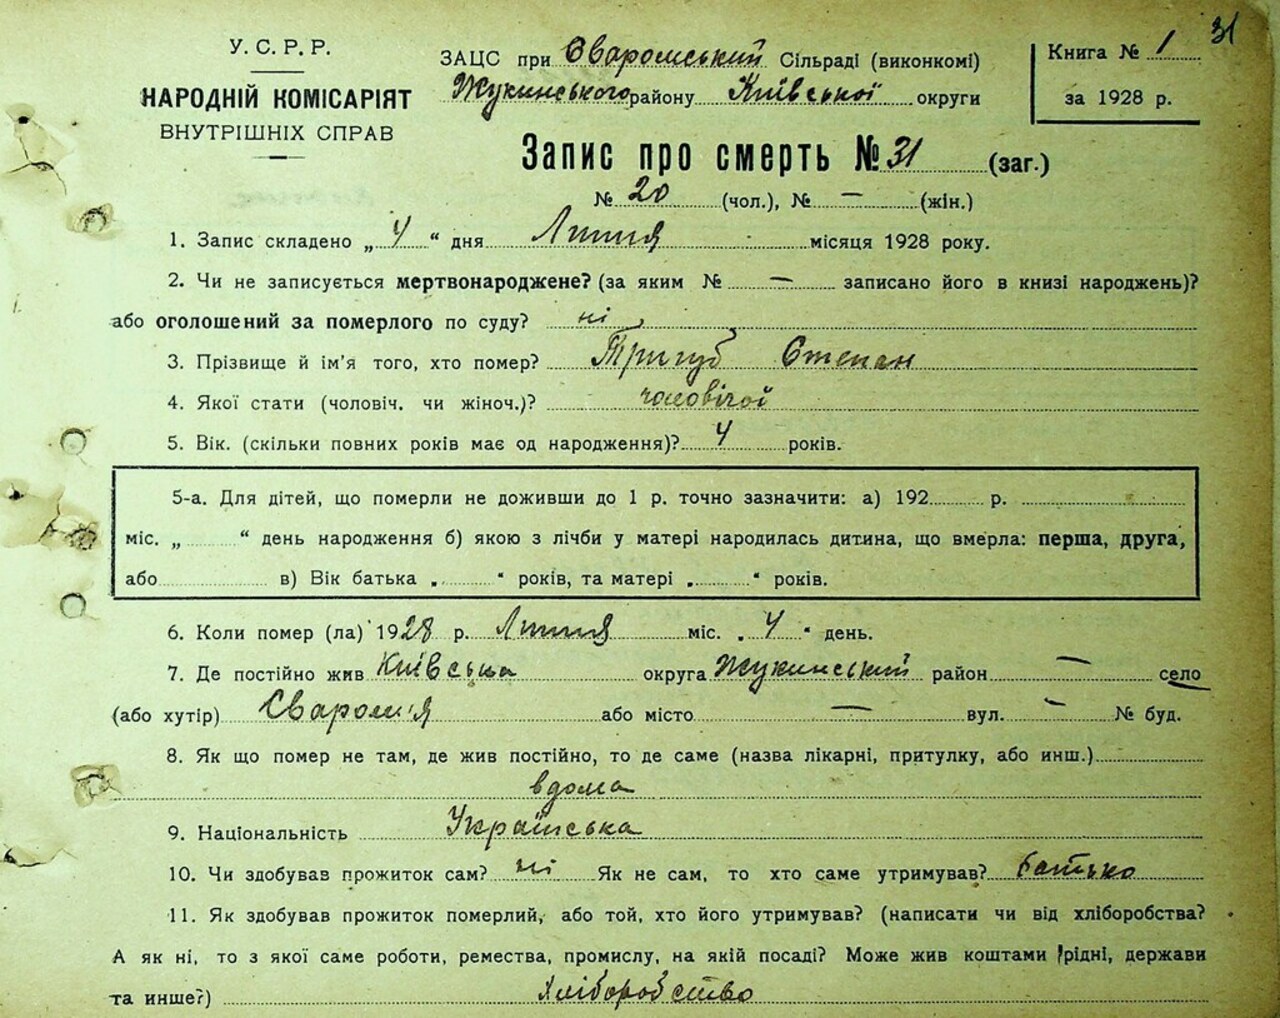 31
У. С. Р. Р.
НАРОДНІЙ КОМІСАРІЯТ
ВНУТРІШНІХ СПРАВ
ЗАЦС при Сваромський Сільраді (виконкомі)
Жукинського району Київської округи
Книга № 1
за 1928 р.
Запис про смерть № 31 (заг.)
№ 20 (чол.), № — (жін.)
1. Запис складено „ 4 “ дня Липня місяця 1928 року.
2. Чи не записується мертвонароджене? (за яким № — записано його в книзі народжень)?
або оголошений за померлого по суду? ні
3. Прізвище й ім'я того, хто помер? Тригуб Степан
4. Якої стати (чоловіч. чи жіноч.)? чоловічої
5. Вік. (скільки повних років має од народження)? 4 років.
5-а. Для дітей, що померли не доживши до 1 р. точно зазначити: а) 192 р.
міс. „ “ день народження б) якою з лічби у матері народилась дитина, що вмерла: перша, друга,
або в) Вік батька „ “ років, та матері „ “ років.
6. Коли помер (ла) 1928 р. Липня міс. „ 4 “ день.
7. Де постійно жив Київська округа Жукинський район — село
(або хутір) Сваромія або місто — вул. — № буд.
8. Як що помер не там, де жив постійно, то де саме (назва лікарні, притулку, або инш.)
вдома
9. Національність Українська
10. Чи здобував прожиток сам? ні Як не сам, то хто саме утримував? батько
11. Як здобував прожиток померлий, або той, хто його утримував? (написати чи від хліборобства?
А як ні, то з якої саме роботи, ремества, промислу, на якій посаді? Може жив коштами рідні, держави
та инше?) Хліборобство